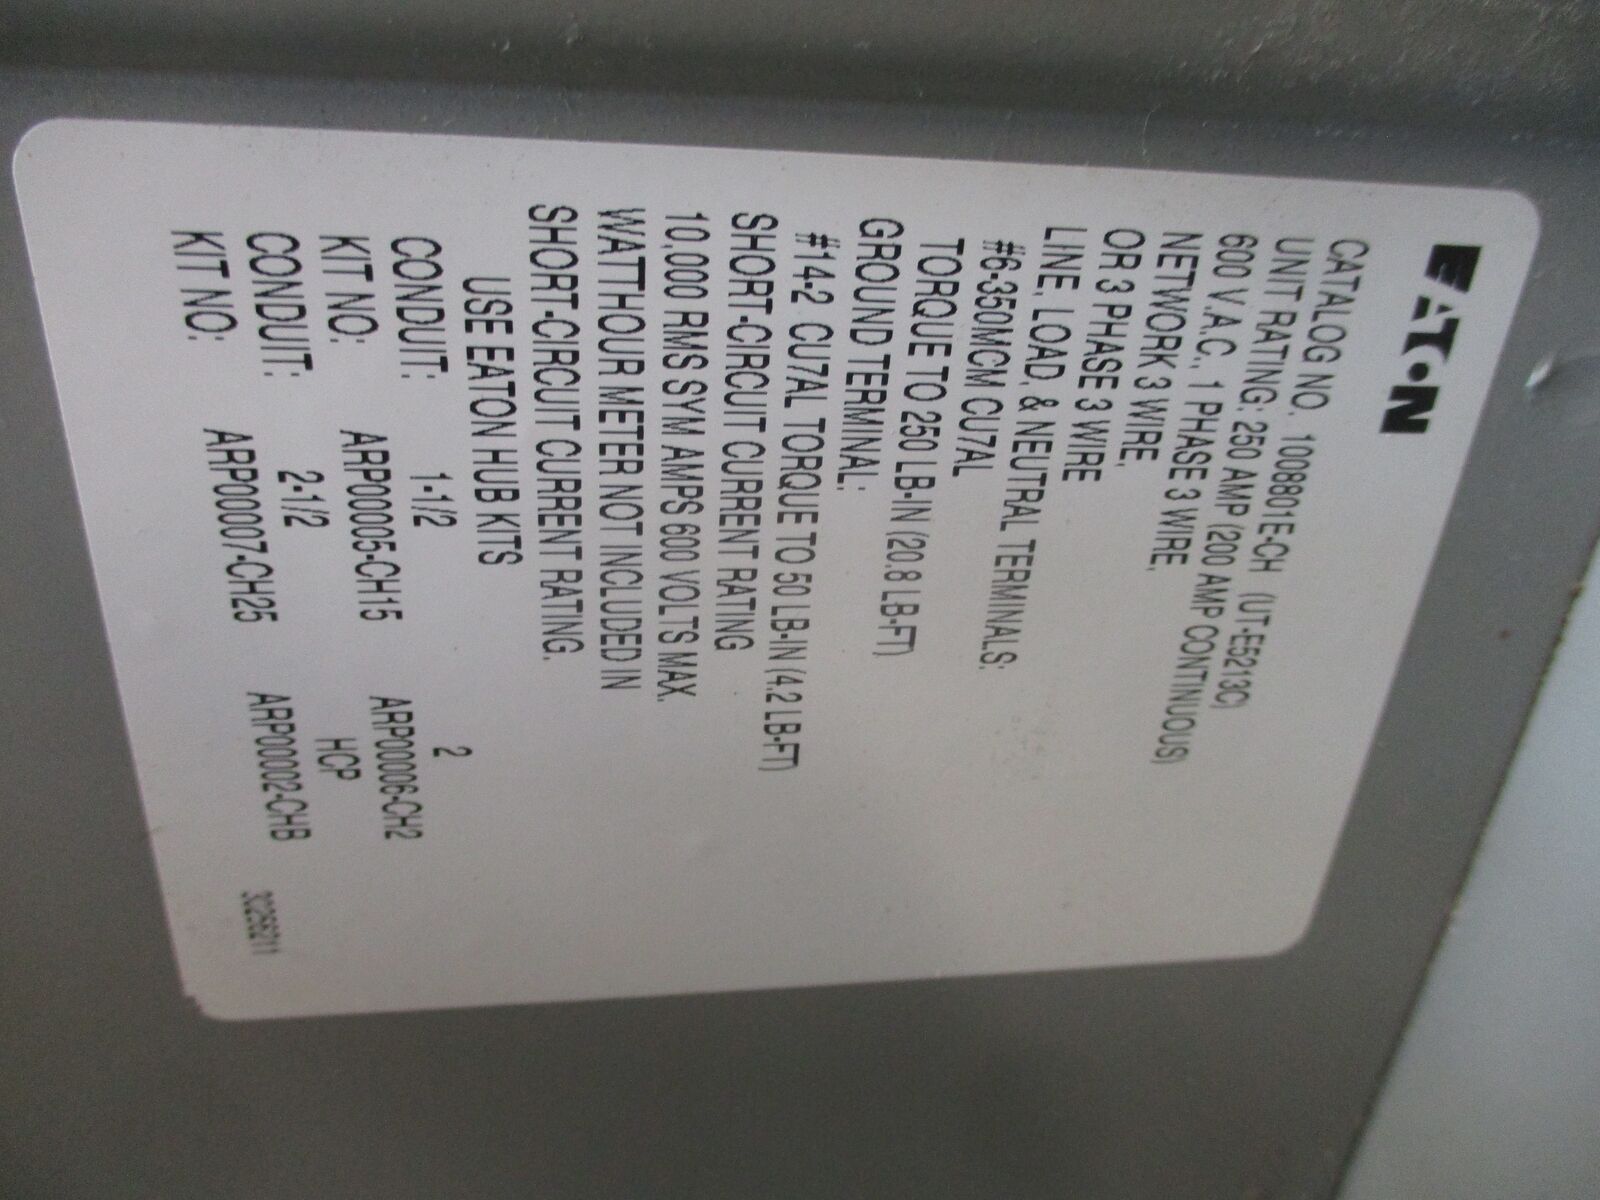 EATON
CATALOG NO. 1008801E-CH (UT-E5213C)
UNIT RATING: 250 AMP (200 AMP CONTINUOUS)
600 V.A.C., 1 PHASE 3 WIRE,
NETWORK 3 WIRE,
OR 3 PHASE 3 WIRE
LINE, LOAD, & NEUTRAL TERMINALS:
#6-350MCM CU7AL
TORQUE TO 250 LB-IN (20.8 LB-FT)
GROUND TERMINAL:
#14-2 CU7AL TORQUE TO 50 LB-IN (4.2 LB-FT)
SHORT-CIRCUIT CURRENT RATING
10,000 RMS SYM AMPS 600 VOLTS MAX.
WATTHOUR METER NOT INCLUDED IN
SHORT-CIRCUIT CURRENT RATING.
USE EATON HUB KITS
CONDUIT: 1-1/2 2
KIT NO: ARP00005-CH15 ARP00006-CH2
CONDUIT: 2-1/2 HCP
KIT NO: ARP00007-CH25 ARP00002-CHB
30256211